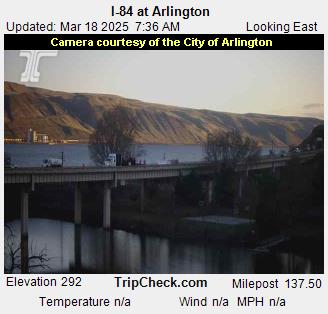 I-84 at Arlington
Updated: Mar 18 2025 7:36 AM Looking East
Camera courtesy of the City of Arlington
Elevation 292 TripCheck.com Milepost 137.50
Temperature n/a Wind n/a MPH n/a